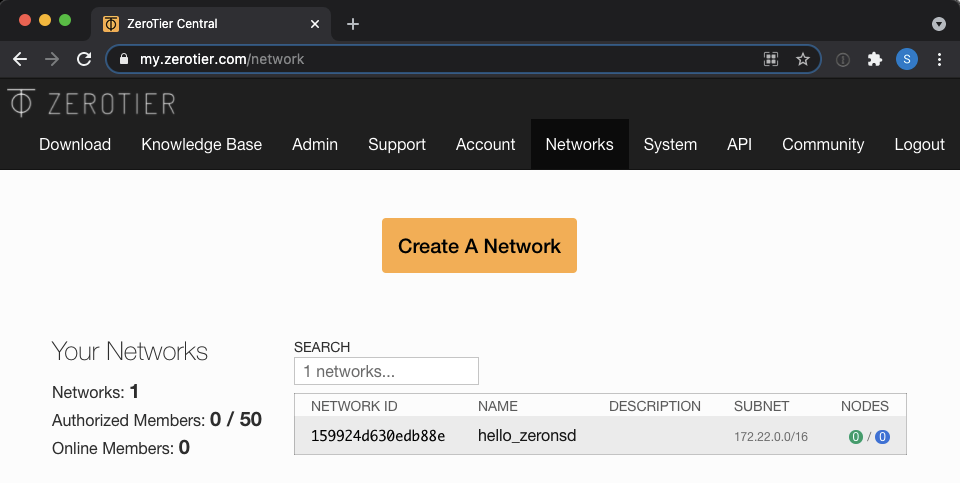 ZeroTier Central
my.zerotier.com/network
S
ZEROTIER
Download Knowledge Base Admin Support Account Networks System API Community Logout
Create A Network
Your Networks
Networks: 1
Authorized Members: 0 / 50
Online Members: 0
SEARCH
1 networks...
NETWORK ID NAME DESCRIPTION SUBNET NODES
159924d630edb88e hello_zeronsd 172.22.0.0/16 0 / 0